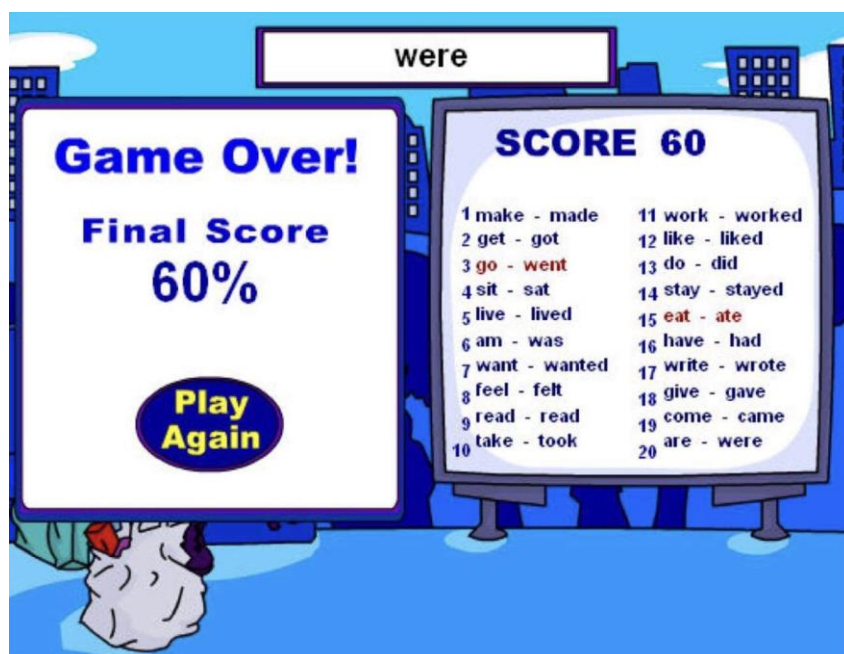 were
Game Over!
Final Score
60%
Play
Again
SCORE 60
1 make - made
2 get - got
3 go - went
4 sit - sat
5 live - lived
6 am - was
7 want - wanted
8 feel - felt
9 read - read
10 take - took
11 work - worked
12 like - liked
13 do - did
14 stay - stayed
15 eat - ate
16 have - had
17 write - wrote
18 give - gave
19 come - came
20 are - were